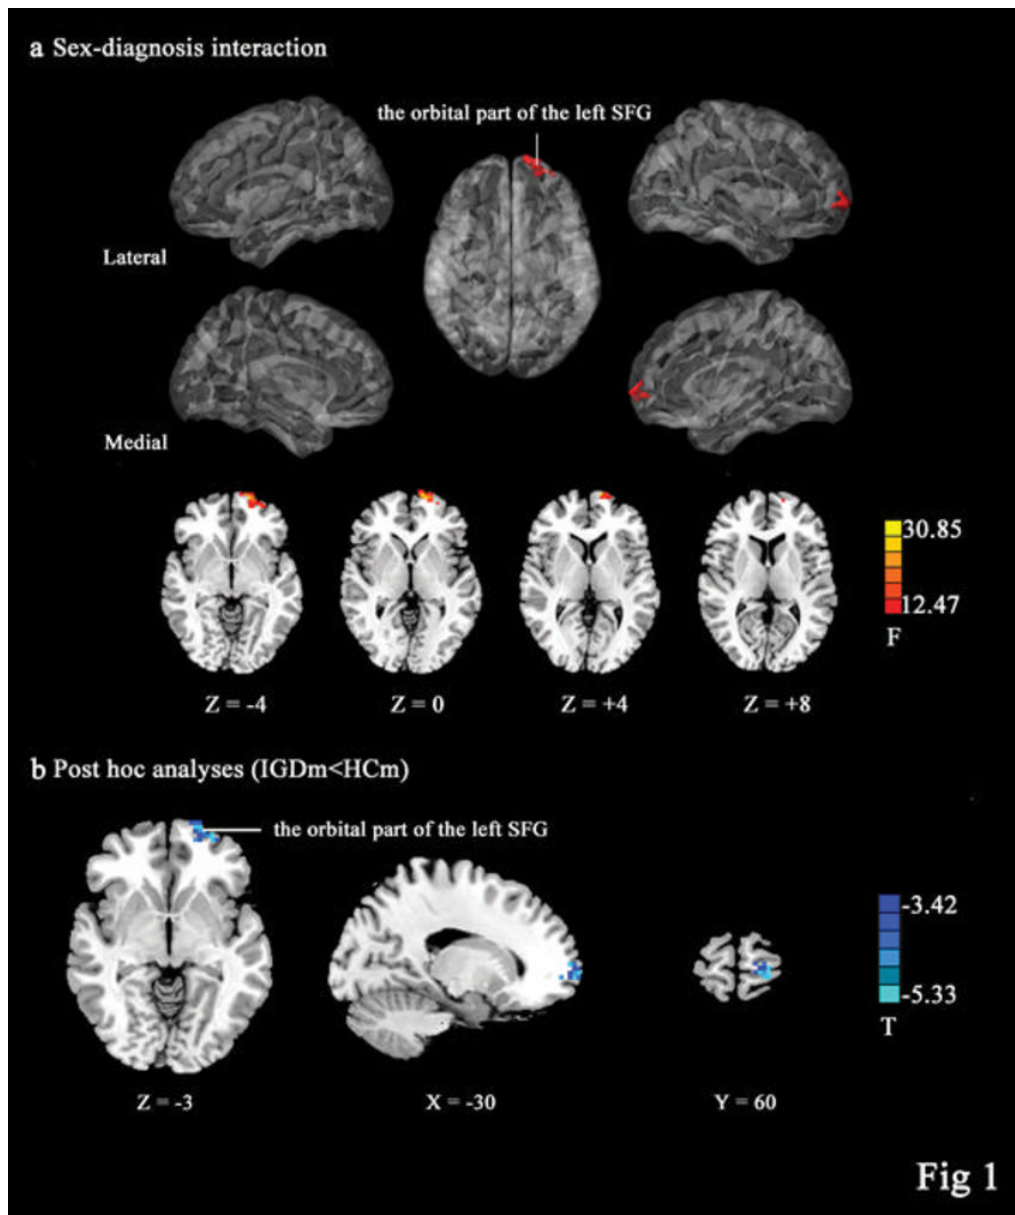 a Sex-diagnosis interaction
the orbital part of the left SFG
Lateral
Medial
30.85
12.47
F
Z = -4
Z = 0
Z = +4
Z = +8
b Post hoc analyses (IGDm<HCm)
the orbital part of the left SFG
-3.42
-5.33
T
Z = -3
X = -30
Y = 60
Fig 1